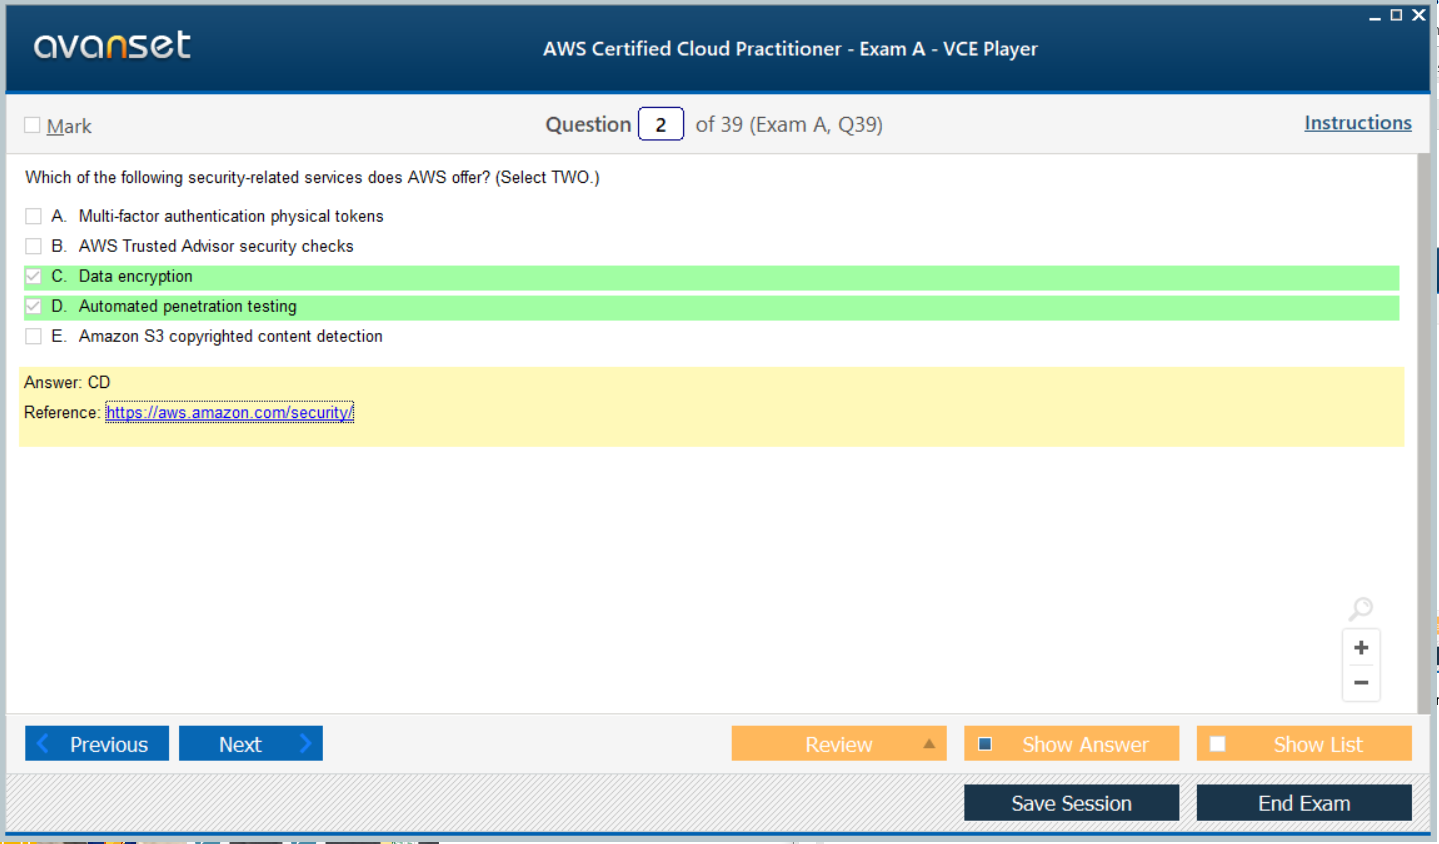 avanset
AWS Certified Cloud Practitioner - Exam A - VCE Player
Mark
Question 2 of 39 (Exam A, Q39)
Instructions
Which of the following security-related services does AWS offer? (Select TWO.)
A. Multi-factor authentication physical tokens
B. AWS Trusted Advisor security checks
C. Data encryption
D. Automated penetration testing
E. Amazon S3 copyrighted content detection
Answer: CD
Reference: https://aws.amazon.com/security/
Previous
Next
Review
Show Answer
Show List
Save Session
End Exam